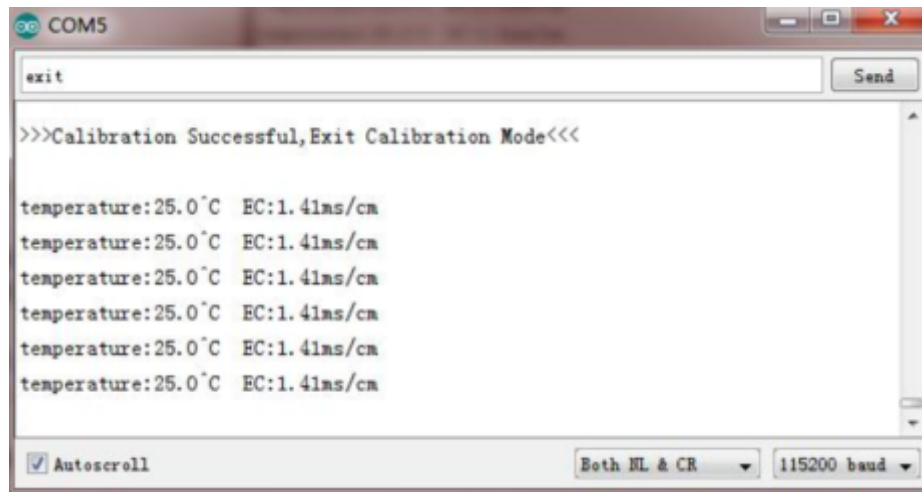 COM5
exit
Send
>>>Calibration Successful,Exit Calibration Mode<<<
temperature:25.0^C  EC:1.41ms/cm
temperature:25.0^C  EC:1.41ms/cm
temperature:25.0^C  EC:1.41ms/cm
temperature:25.0^C  EC:1.41ms/cm
temperature:25.0^C  EC:1.41ms/cm
temperature:25.0^C  EC:1.41ms/cm
Autoscroll
Both NL & CR
115200 baud